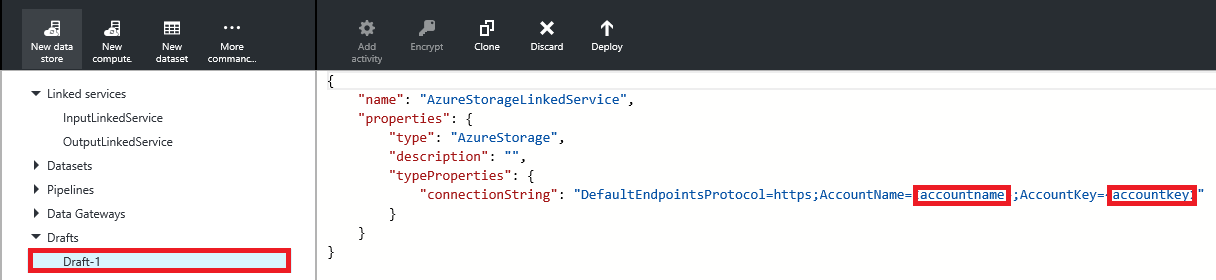 New data store
New compute.
New dataset
More commanc...
Add activity
Encrypt
Clone
Discard
Deploy
Linked services
InputLinkedService
OutputLinkedService
Datasets
Pipelines
Data Gateways
Drafts
Draft-1
{
"name": "AzureStorageLinkedService",
"properties": {
"type": "AzureStorage",
"description": "",
"typeProperties": {
"connectionString": "DefaultEndpointsProtocol=https;AccountName=accountname;AccountKey=accountkey"
}
}
}